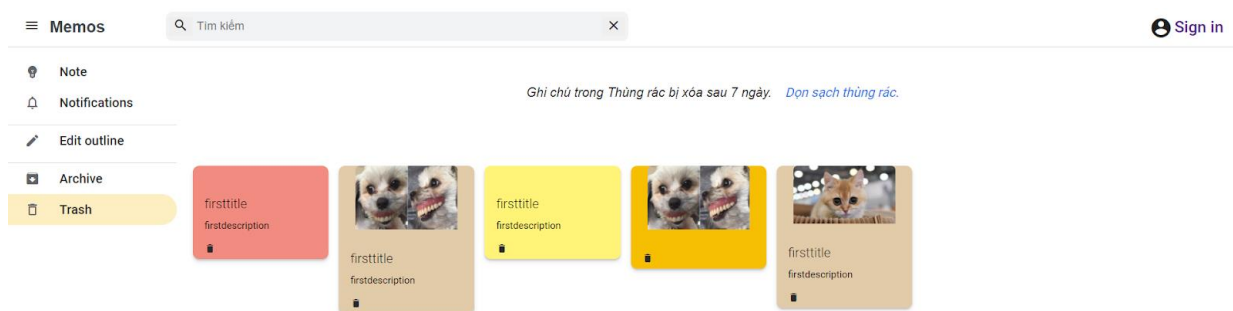 Memos
Tìm kiếm
Sign in
Note
Notifications
Edit outline
Archive
Trash
Ghi chú trong Thùng rác bị xóa sau 7 ngày. Dọn sạch thùng rác.
firsttitle
firstdescription
firsttitle
firstdescription
firsttitle
firstdescription
firsttitle
firstdescription